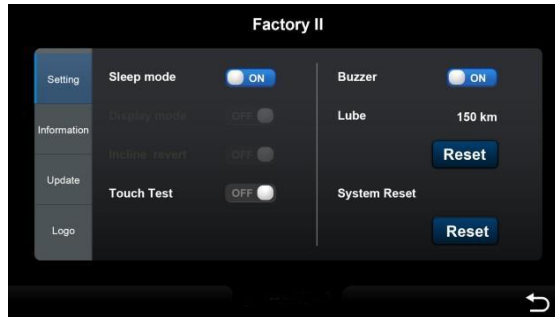 Factory II
Setting
Information
Update
Logo
Sleep mode ON
Display mode OFF
Incline revert OFF
Touch Test OFF
Buzzer ON
Lube 150 km
Reset
System Reset
Reset